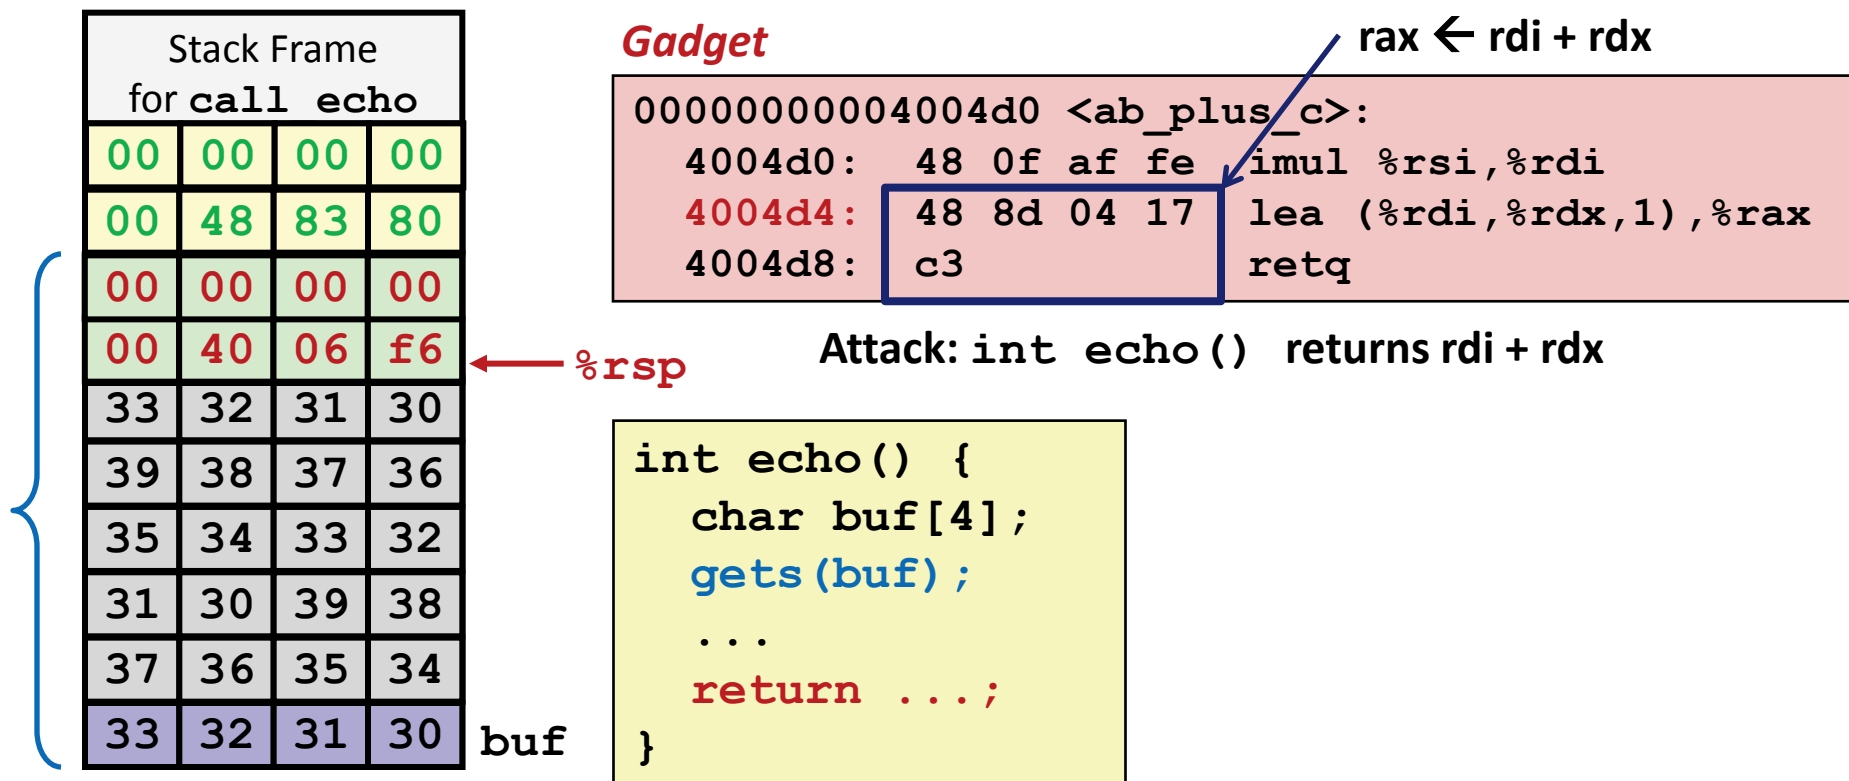 Stack Frame
for call echo
00 00 00 00
00 48 83 80
00 00 00 00
00 40 06 f6
33 32 31 30
39 38 37 36
35 34 33 32
31 30 39 38
37 36 35 34
33 32 31 30
%rsp
buf
Gadget
rax ← rdi + rdx
00000000004004d0 <ab_plus_c>:
4004d0: 48 0f af fe imul %rsi,%rdi
4004d4: 48 8d 04 17 lea (%rdi,%rdx,1),%rax
4004d8: c3 retq
Attack: int echo() returns rdi + rdx
int echo() {
char buf[4];
gets(buf);
...
return ...;
}